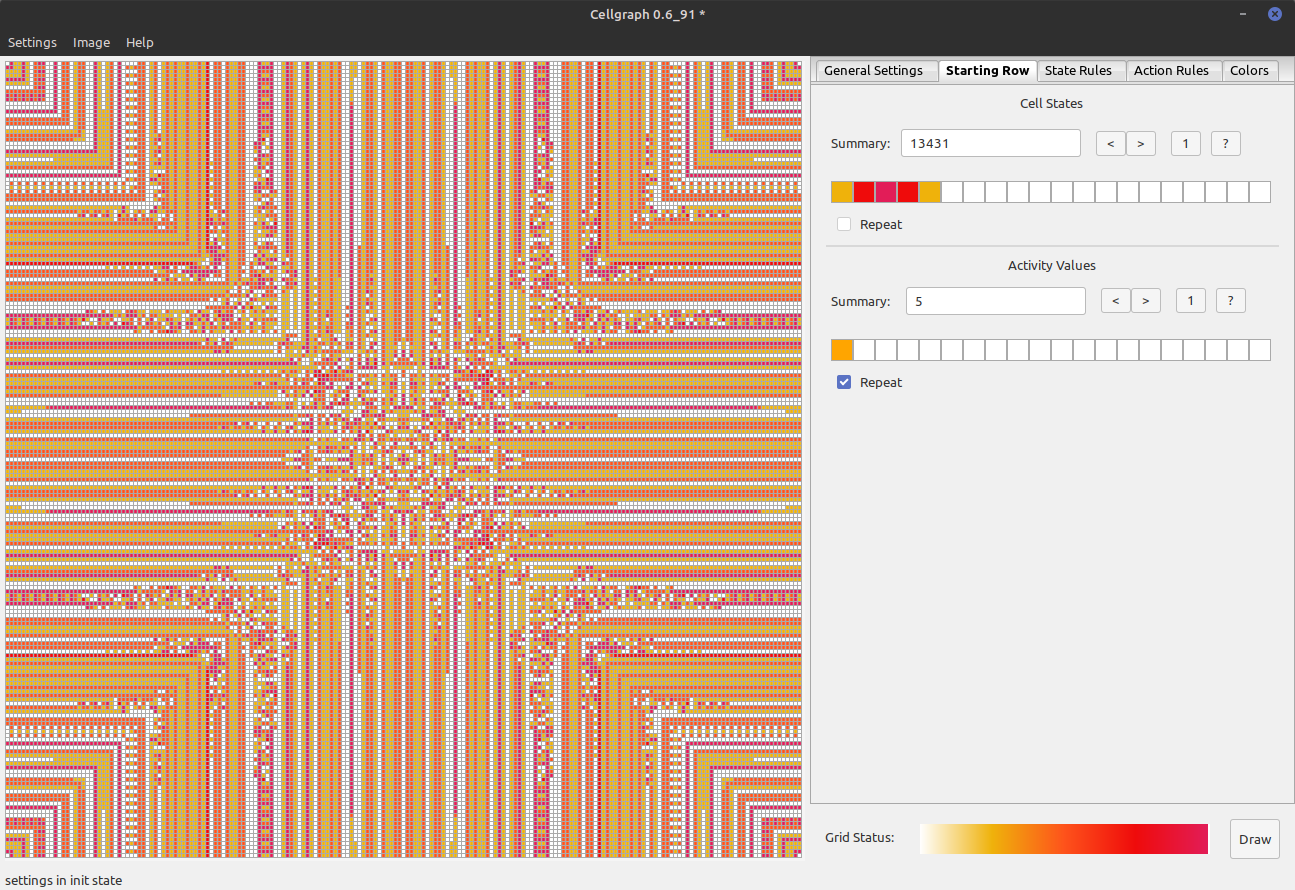 Cellgraph 0.6_91 *
Settings Image Help
General Settings Starting Row State Rules Action Rules Colors
Cell States
Summary: 13431 < > 1 ?
Repeat
Activity Values
Summary: 5 < > 1 ?
Repeat
Grid Status: Draw
settings in init state